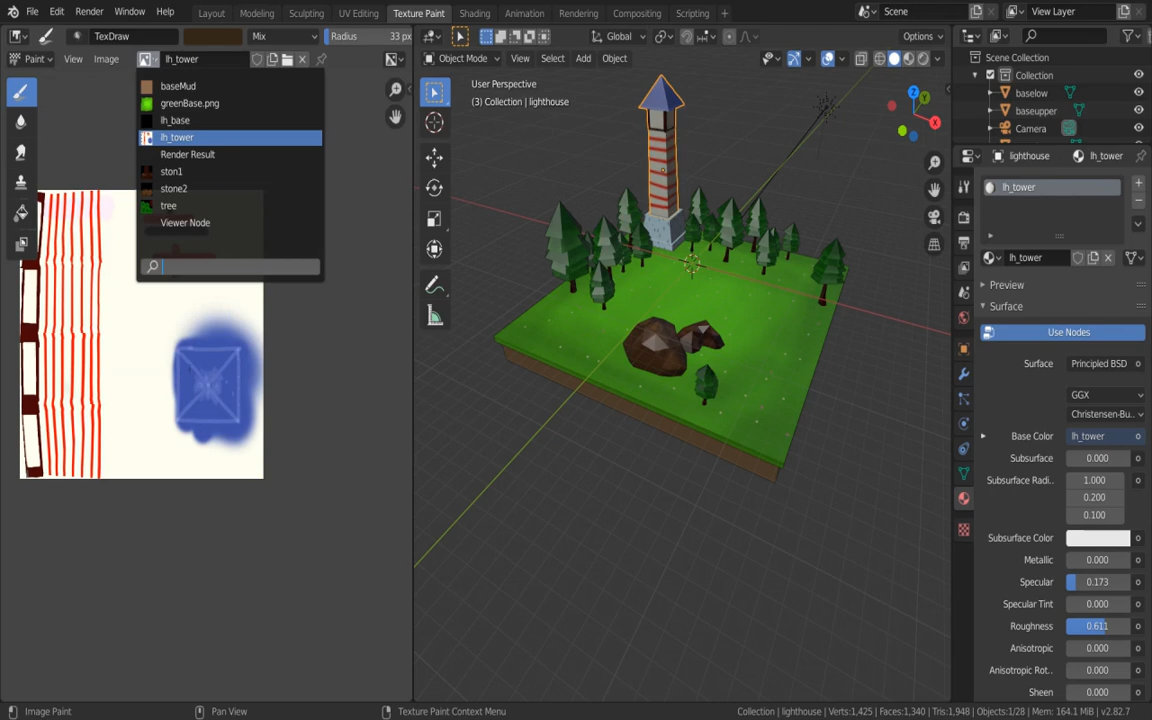 File Edit Render Window Help Layout Modeling Sculpting UV Editing Texture Paint Shading Animation Rendering Compositing Scripting + Scene View Layer
TexDraw Mix Radius 33 px Global Options
Paint View Image lh_tower Object Mode View Select Add Object
baseMud
greenBase.png
lh_base
lh_tower
Render Result
ston1
stone2
tree
Viewer Node
User Perspective
(3) Collection | lighthouse
X
Y
Z
Scene Collection
Collection
baselow
baseupper
Camera
lighthouse lh_tower
lh_tower
lh_tower
Preview
Surface
Use Nodes
Surface Principled BSD
GGX
Christensen-Bu..
Base Color lh_tower
Subsurface 0.000
Subsurface Radi.. 1.000
0.200
0.100
Subsurface Color
Metallic 0.000
Specular 0.173
Specular Tint 0.000
Roughness 0.611
Anisotropic 0.000
Anisotropic Rot.. 0.000
Sheen 0.000
Image Paint Pan View Texture Paint Context Menu Collection | lighthouse | Verts:1,425 | Faces:1,340 | Tris:1,948 | Objects:1/28 | Mem: 164.1 MiB | v2.82.7